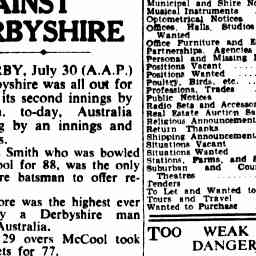 AINST
RBYSHIRE
RBY, July 30 (A.A.P.)
byshire was all out for
its second innings by
n. to-day, Australia
g by an innings and
s.
Smith who was bowled
ool for 88, was the only
re batsman to offer re-
ore was the highest ever
y a Derbyshire man
Australia.
29 overs McCool took
ets for 77.
Municipal and Shire No
Musical Instruments
Optometrical Notices
Offices, Halls, Studios
Wanted
Office Furniture and E
Partnerships, Agencies
Personal and Missing
Positions Vacant
Positions Wanted
Poultry, Birds, etc.
Professions, Trades
Public Notices
Radio Sets and Accessor
Real Estate Auction Sa
Religious Announcement
Return Thanks
Shipping Announcement
Situations Vacant
Situations Wanted
Stations, Farms, and S
Suburban and Cou
Theatres
Tenders
To Let and Wanted to
Tours and Travel
Wanted to Purchase
TOO WEAK
DANGER